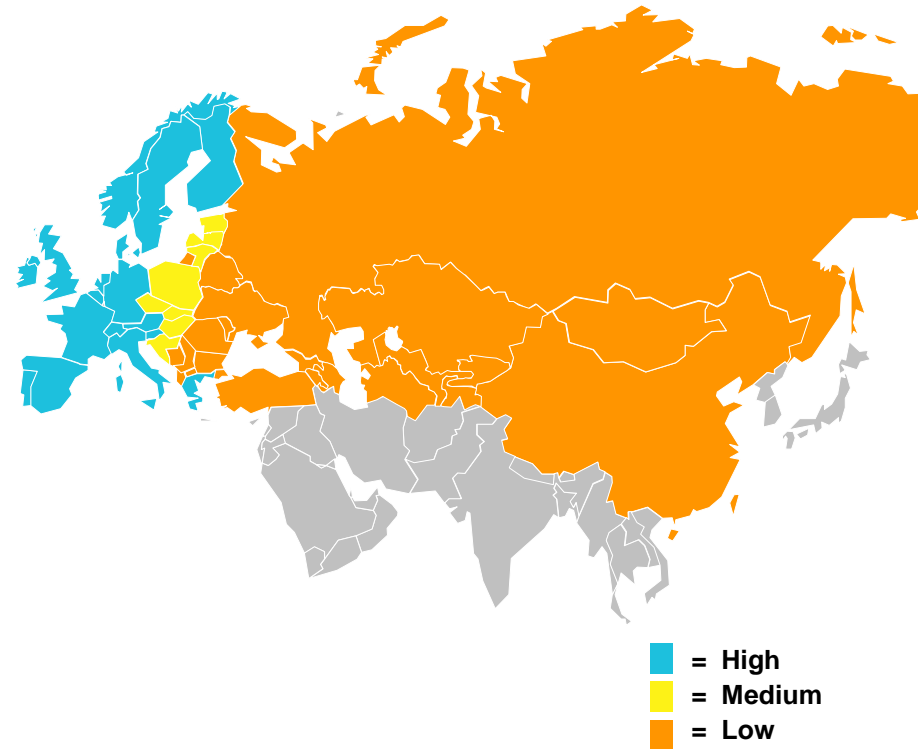 = High
= Medium
= Low